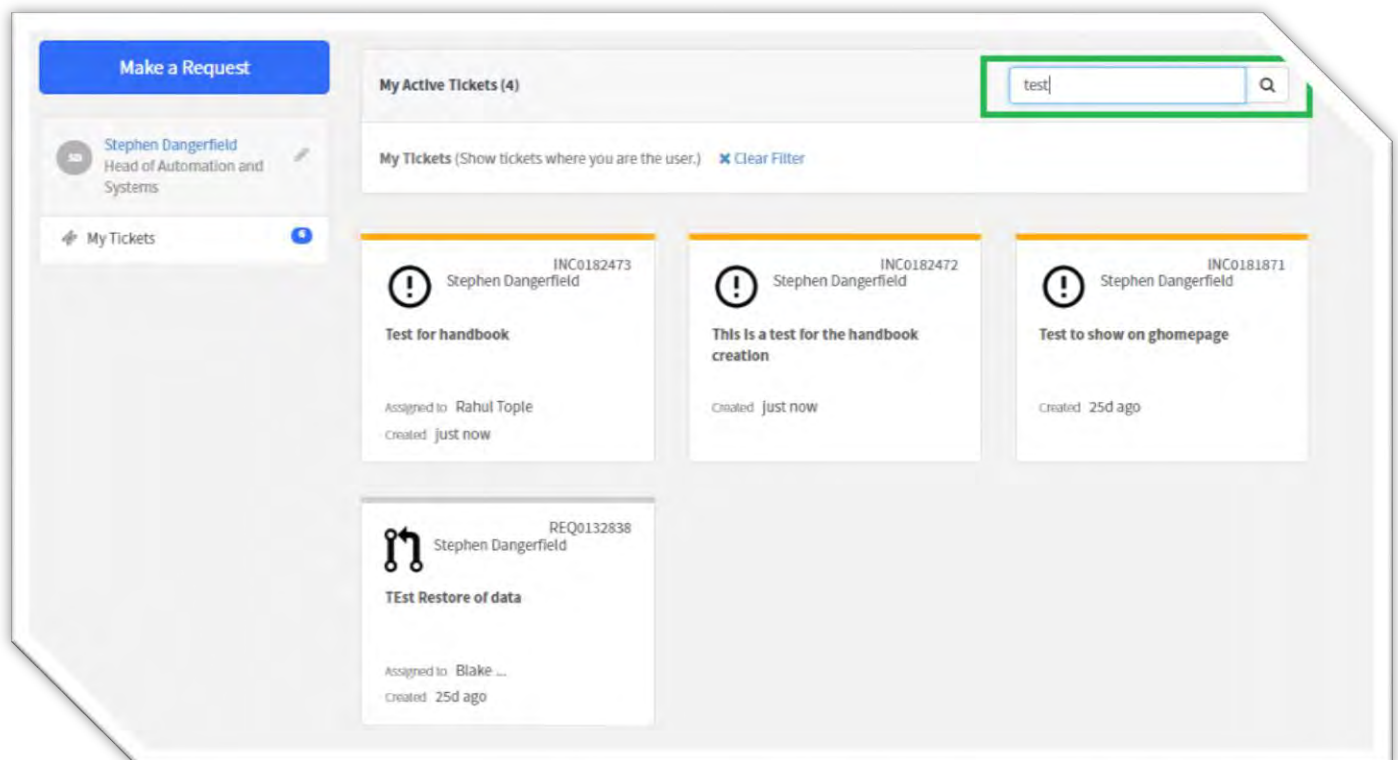 Make a Request
Stephen Dangerfield
Head of Automation and
Systems
My Tickets
My Active Tickets (4)
test
My Tickets (Show tickets where you are the user.) Clear Filter
INC0182473
Stephen Dangerfield
Test for handbook
Assigned to Rahul Tople
Created just now
INC0182472
Stephen Dangerfield
This is a test for the handbook
creation
Created just now
INC0181871
Stephen Dangerfield
Test to show on ghomepage
Created 25d ago
REQ0132838
Stephen Dangerfield
TEst Restore of data
Assigned to Blake ...
Created 25d ago